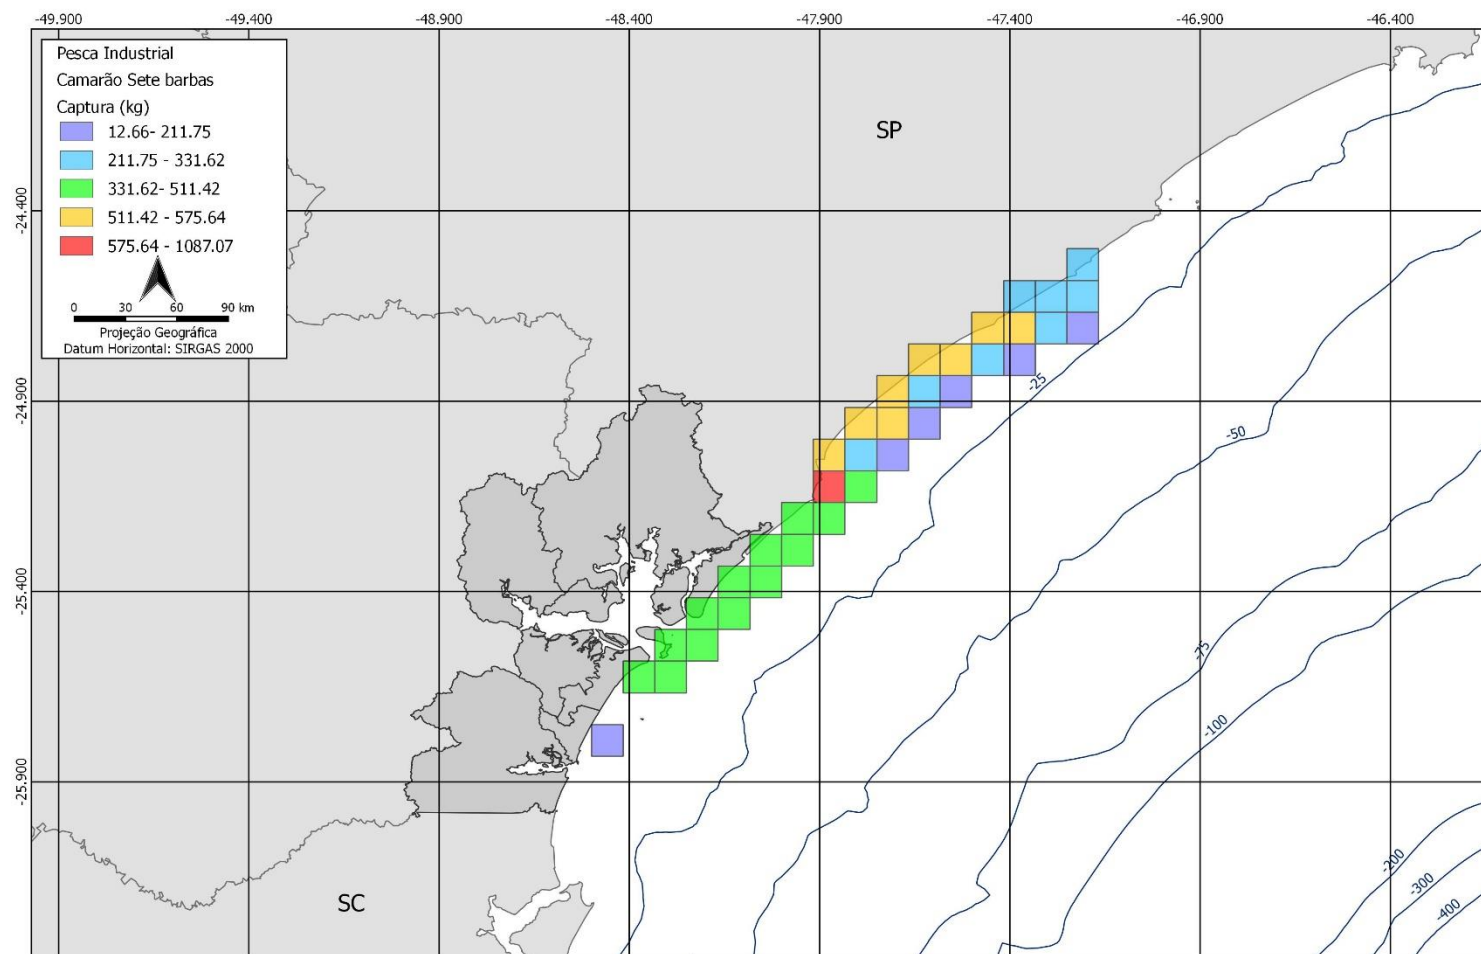 -49.900 -49.400 -48.900 -48.400 -47.900 -47.400 -46.900 -46.400
Pesca Industrial
Camarão Sete barbas
Captura (kg)
12.66- 211.75
211.75 - 331.62
331.62- 511.42
511.42 - 575.64
575.64 - 1087.07
0 30 60 90 km
Projeção Geográfica
Datum Horizontal: SIRGAS 2000
SP
-24.400
-24.900
-25.400
-25.900
-25
-50
-75
-100
-200
-300
-400
SC